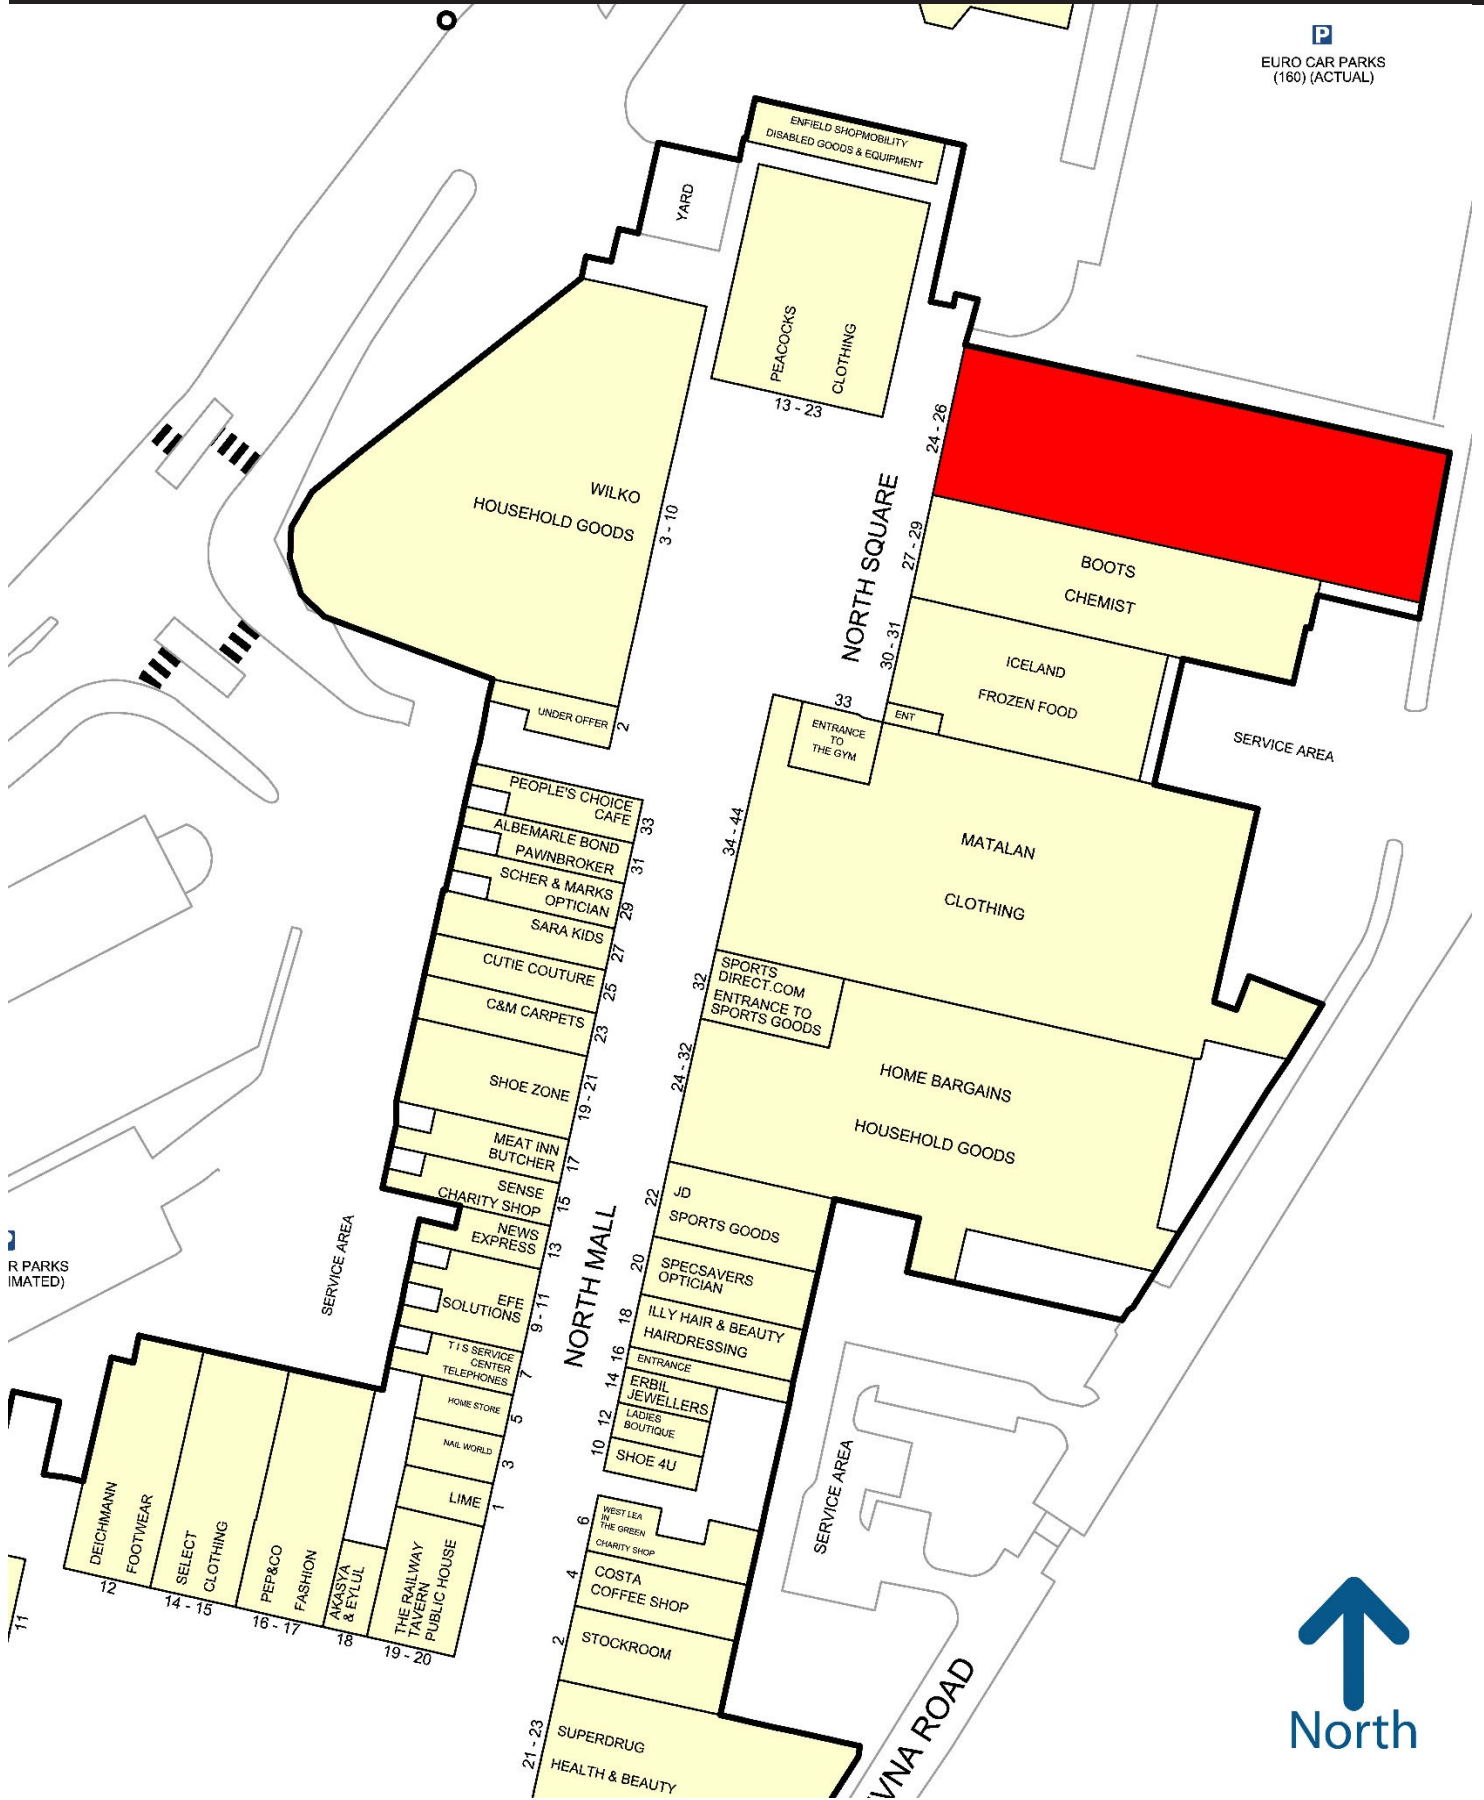 P
EURO CAR PARKS
(160) (ACTUAL)
ENFIELD SHOPMOBILITY
DISABLED GOODS & EQUIPMENT
YARD
PEACOCKS
CLOTHING
13 - 23
24 - 26
WILKO
HOUSEHOLD GOODS
3 - 10
NORTH SQUARE
27 - 29
BOOTS
CHEMIST
30 - 31
ICELAND
FROZEN FOOD
SERVICE AREA
UNDER OFFER
2
33
ENT
ENTRANCE
TO
THE GYM
PEOPLE'S CHOICE
CAFE
33
ALBEMARLE BOND
PAWNBROKER
31
SCHER & MARKS
OPTICIAN
29
SARA KIDS
27
CUTIE COUTURE
25
C&M CARPETS
23
SHOE ZONE
19 - 21
MEAT INN
BUTCHER
17
SENSE
CHARITY SHOP
15
NEWS
EXPRESS
13
EFE
SOLUTIONS
9 - 11
T I S SERVICE
CENTER
TELEPHONES
7
HOME STORE
5
NAIL WORLD
3
LIME
1
34 - 44
MATALAN
CLOTHING
32
SPORTS
DIRECT.COM
ENTRANCE TO
SPORTS GOODS
24 - 32
HOME BARGAINS
HOUSEHOLD GOODS
22
JD
SPORTS GOODS
20
SPECSAVERS
OPTICIAN
18
ILLY HAIR & BEAUTY
HAIRDRESSING
16
ENTRANCE
14
ERBIL
JEWELLERS
12
LADIES
BOUTIQUE
10
SHOE 4U
NORTH MALL
SERVICE AREA
R PARKS
IMATED)
6
WEST LEA
IN
THE GREEN
CHARITY SHOP
4
COSTA
COFFEE SHOP
2
STOCKROOM
21 - 23
SUPERDRUG
HEALTH & BEAUTY
SERVICE AREA
DEICHMANN
FOOTWEAR
12
SELECT
CLOTHING
14 - 15
PEP&CO
FASHION
16 - 17
AKASYA
& EYLUL
18
THE RAILWAY
TAVERN
PUBLIC HOUSE
19 - 20
11
VNA ROAD
North